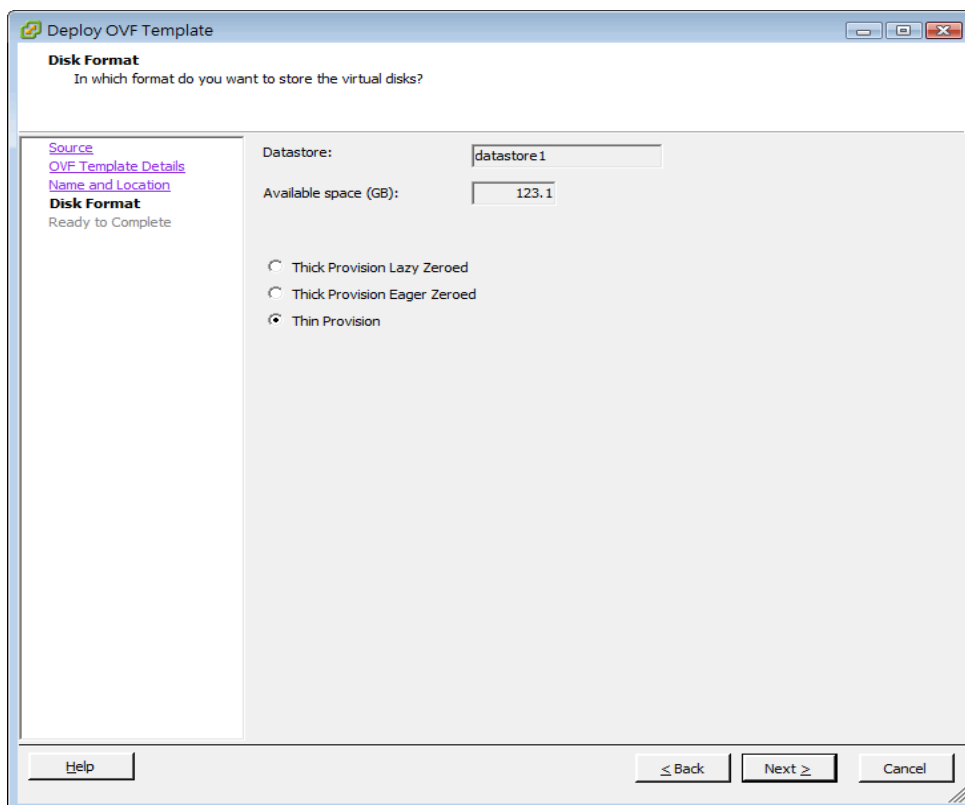 Deploy OVF Template
Disk Format
In which format do you want to store the virtual disks?
Source
OVF Template Details
Name and Location
Disk Format
Ready to Complete
Datastore:
datastore1
Available space (GB):
123.1
Thick Provision Lazy Zeroed
Thick Provision Eager Zeroed
Thin Provision
Help
< Back
Next >
Cancel